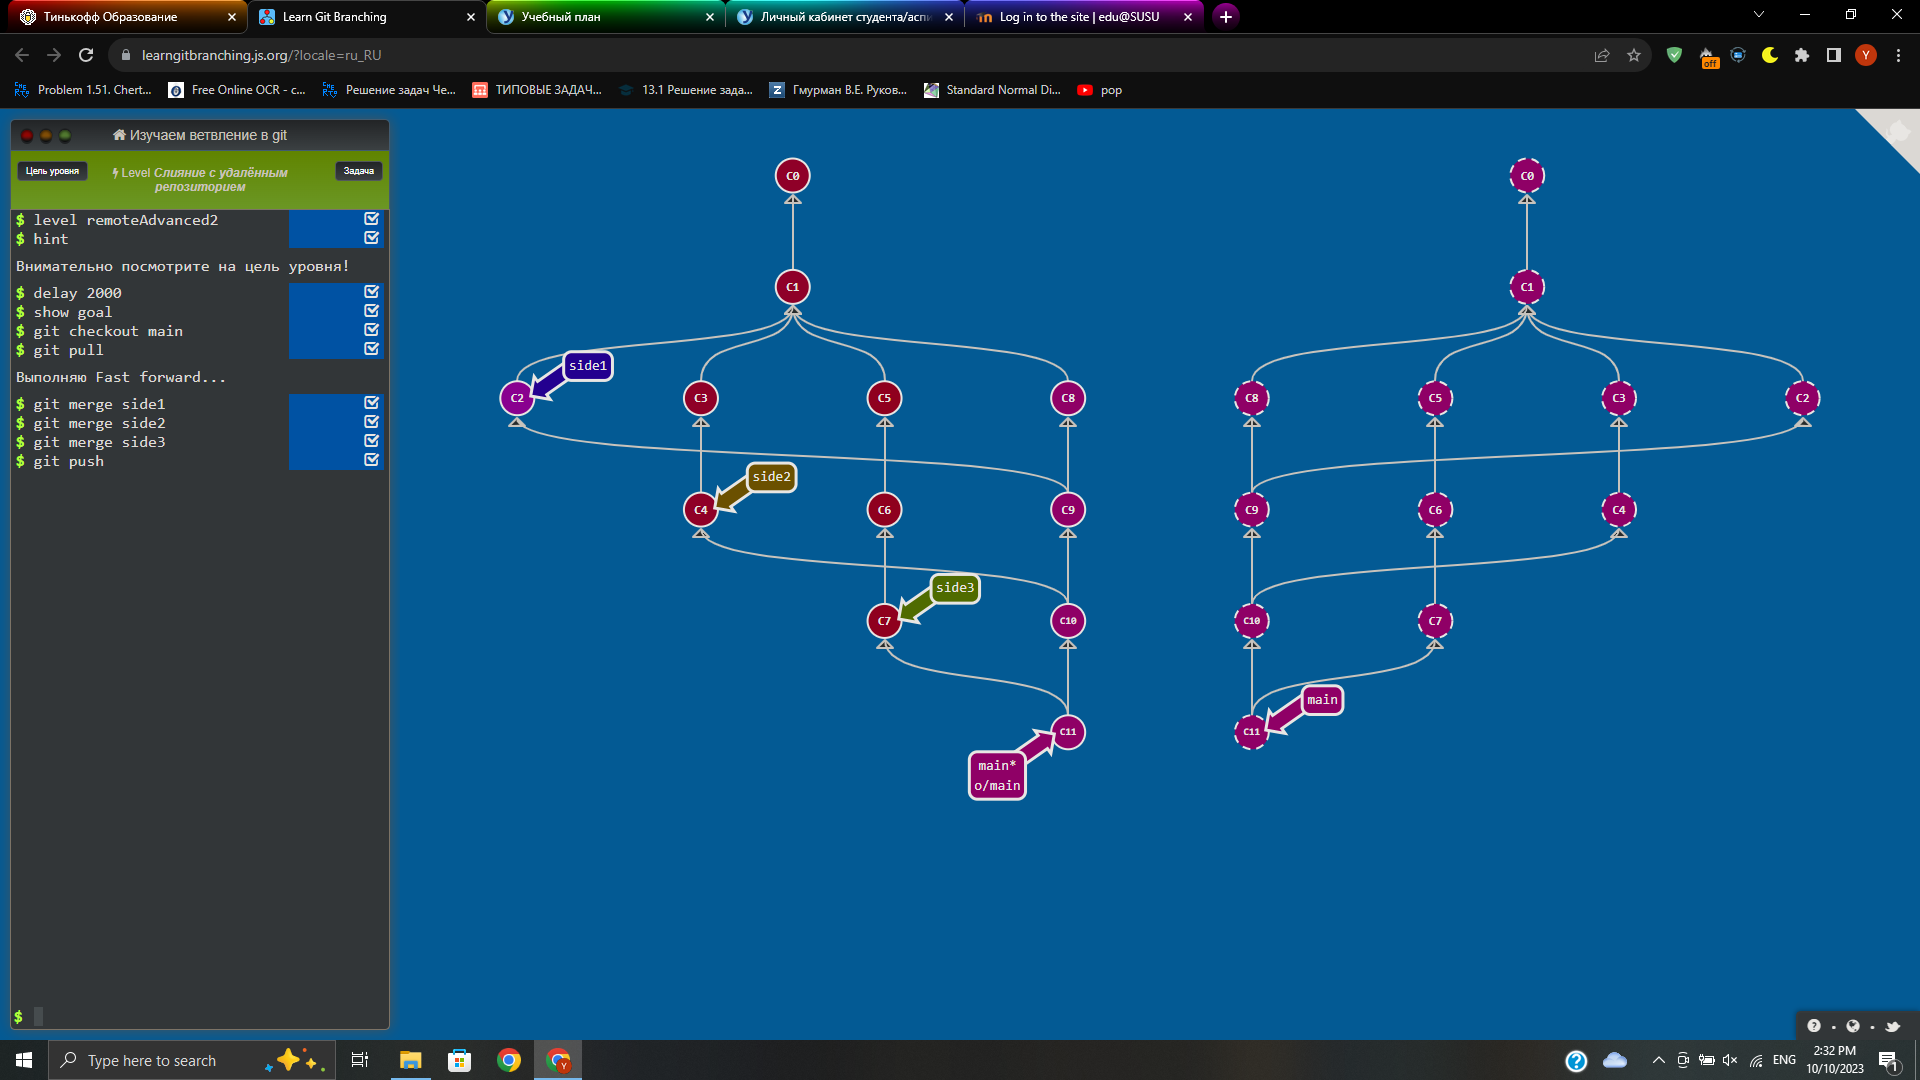 Тинькофф Образование
Learn Git Branching
Учебный план
Личный кабинет студента/асп
Log in to the site | edu@SUSU
learngitbranching.js.org/?locale=ru_RU
off
Y
Problem 1.51. Chert...
Free Online OCR - c...
Решение задач Че...
ТИПОВЫЕ ЗАДАЧ...
13.1 Решение зада...
Гмурман В.Е. Руков...
Standard Normal Di...
pop
Изучаем ветвление в git
Цель уровня
Level Слияние с удалённым репозиторием
Задача
$ level remoteAdvanced2
$ hint
Внимательно посмотрите на цель уровня!
$ delay 2000
$ show goal
$ git checkout main
$ git pull
Выполняю Fast forward...
$ git merge side1
$ git merge side2
$ git merge side3
$ git push
$
C0
C1
side1
C2
C3
C5
C8
side2
C4
C6
C9
side3
C7
C10
C11
main*
o/main
C0
C1
C8
C5
C3
C2
C9
C6
C4
C10
C7
main
C11
Type here to search
ENG
2:32 PM
10/10/2023
1